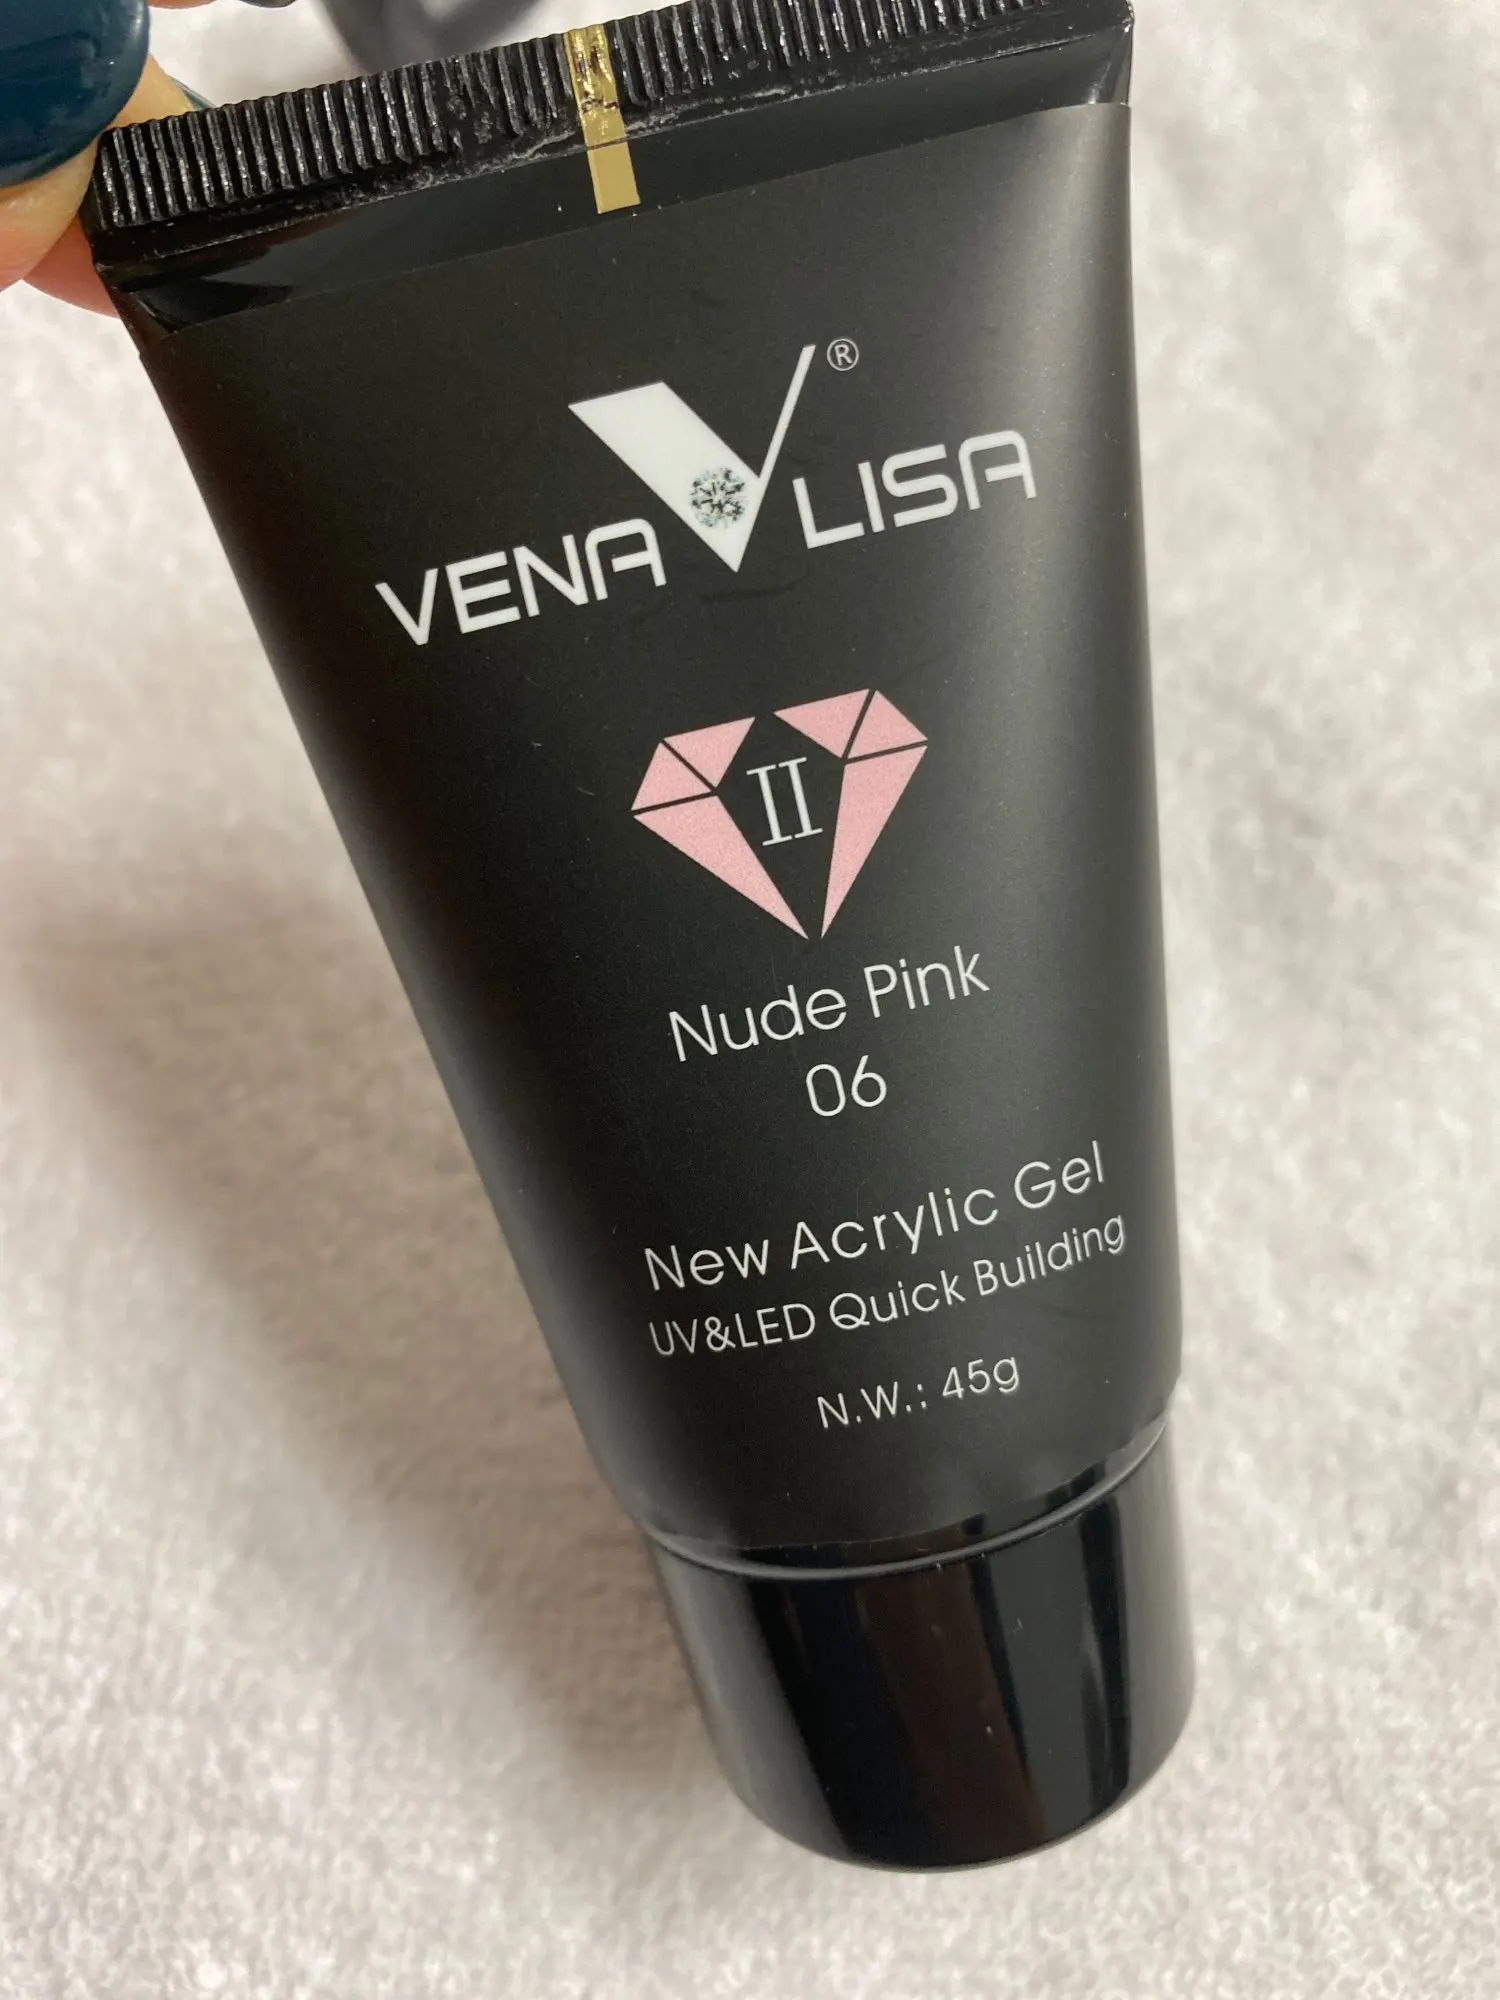 VENA LISA ®
II
Nude Pink
06
New Acrylic Gel
UV&LED Quick Building
N.W.: 45g